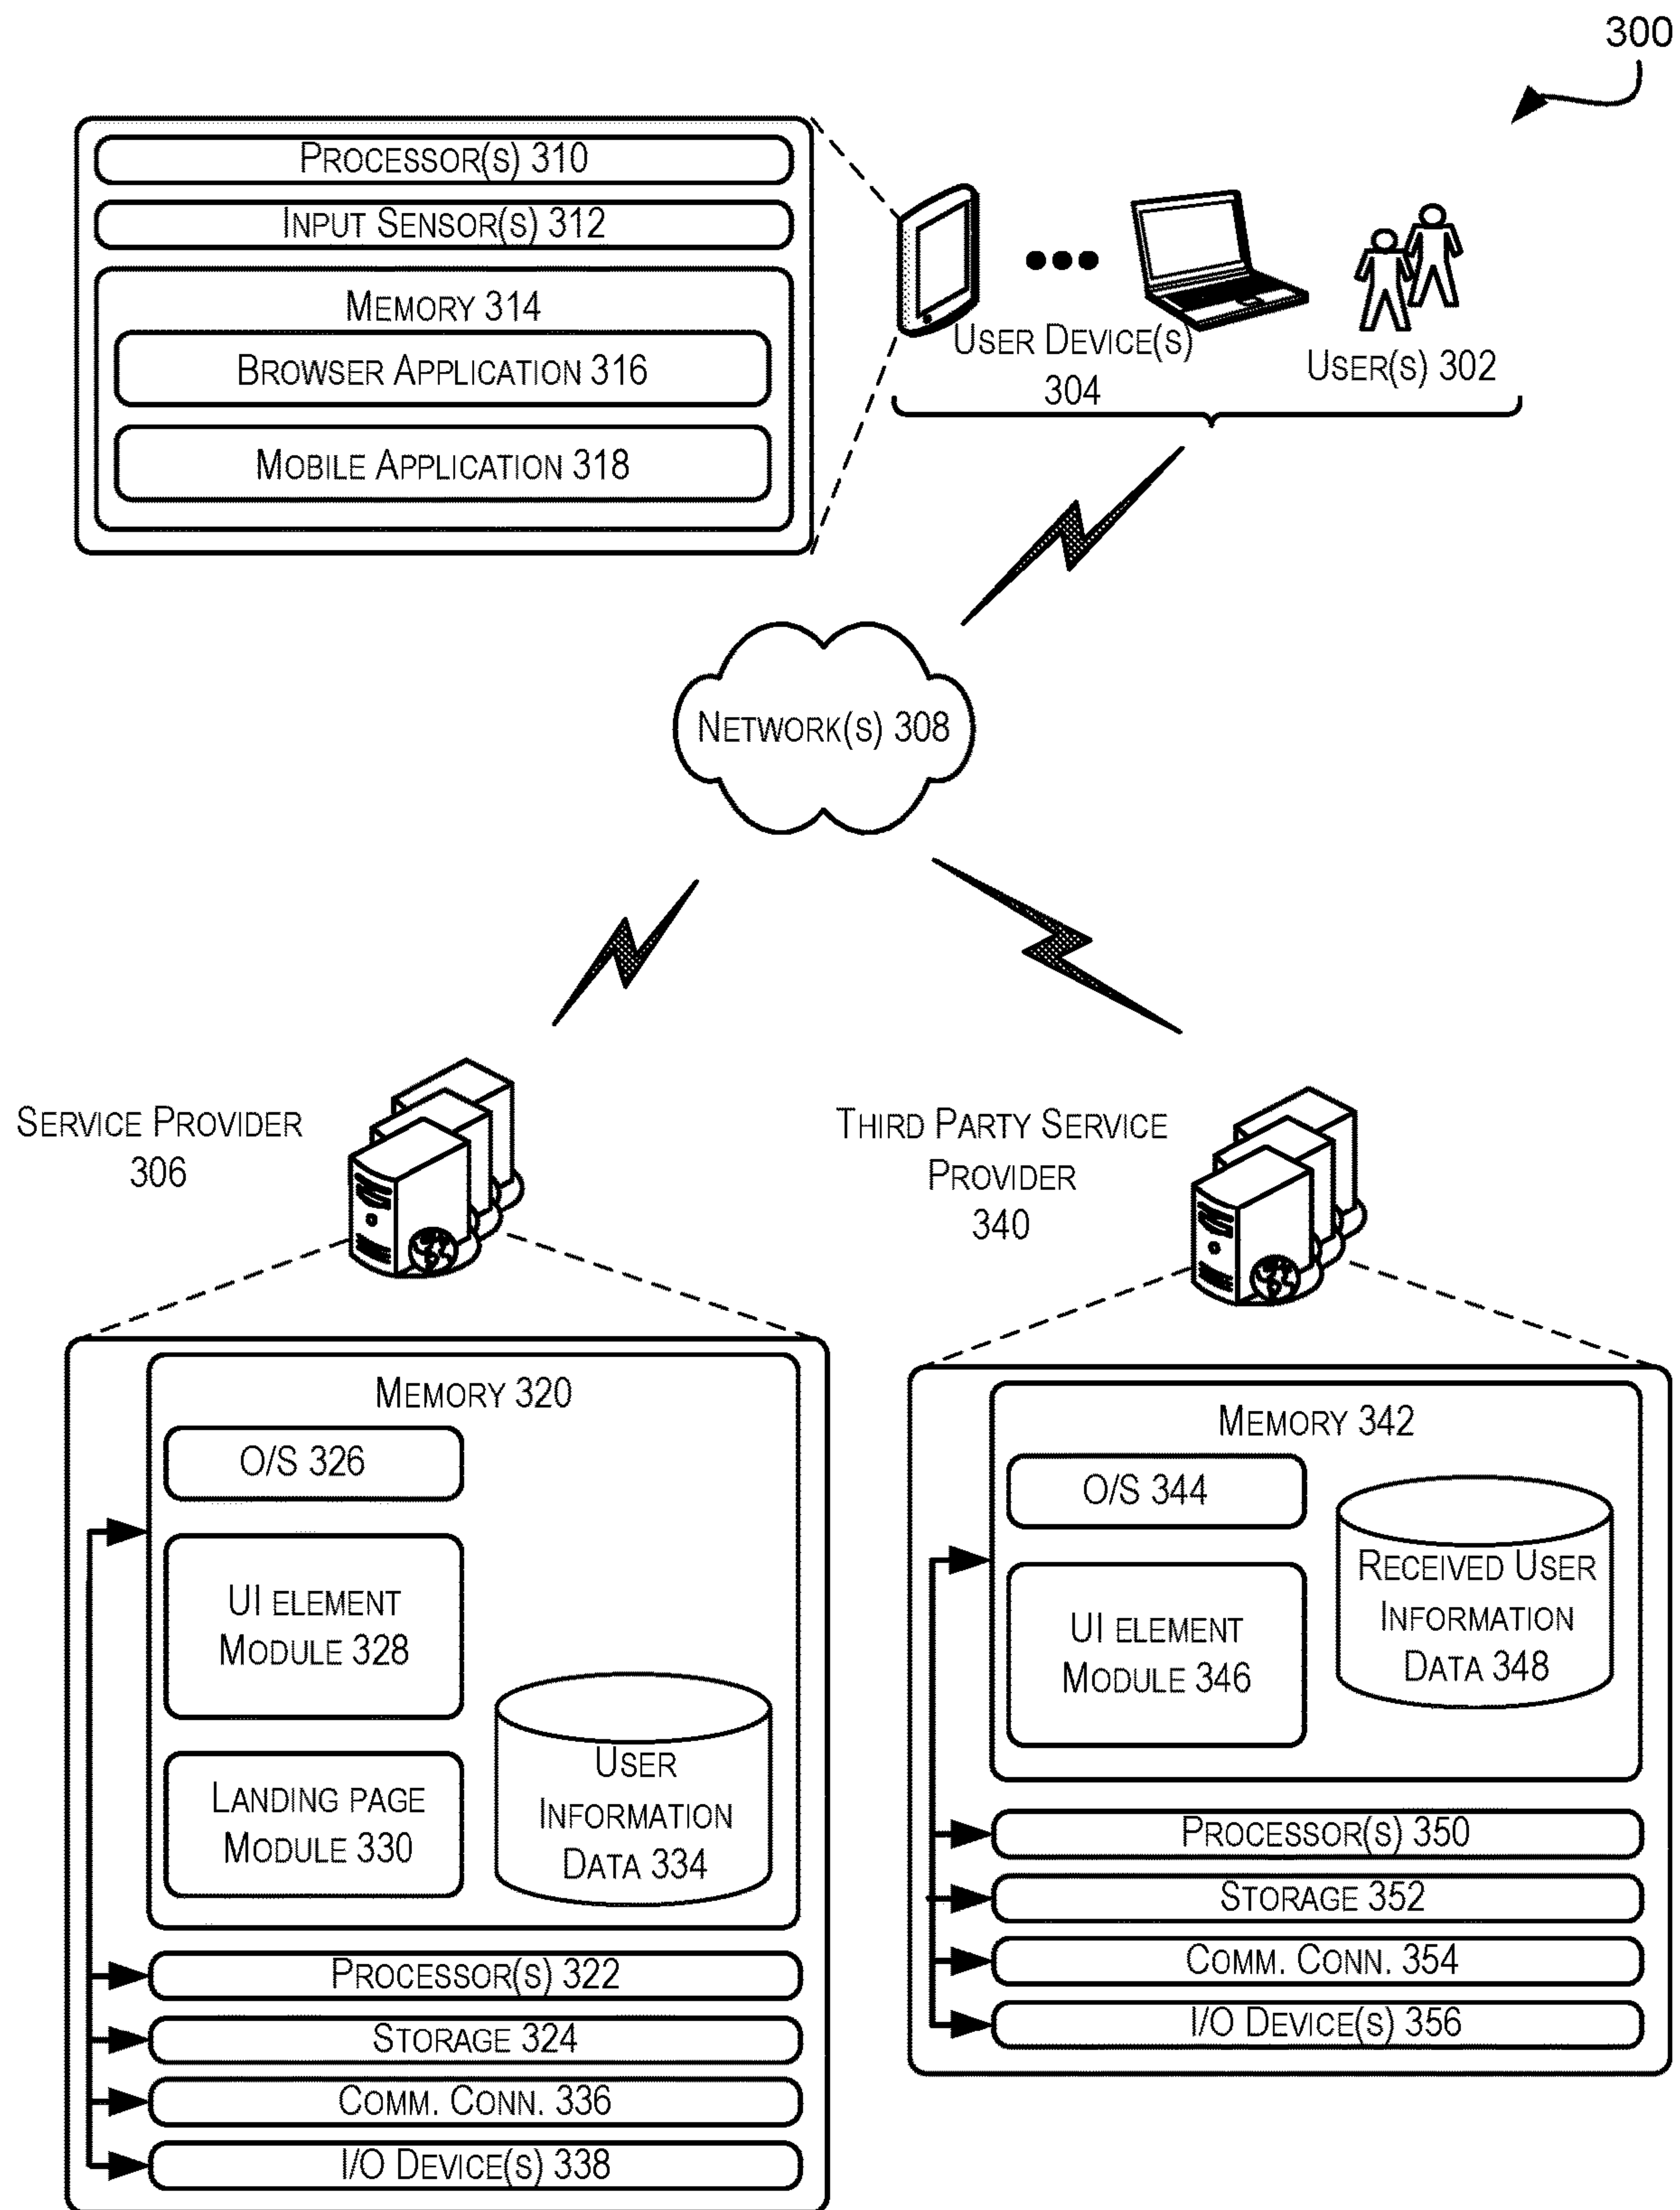 300
PROCESSOR(S) 310
INPUT SENSOR(S) 312
MEMORY 314
BROWSER APPLICATION 316
MOBILE APPLICATION 318
USER DEVICE(S)
304
USER(S) 302
NETWORK(S) 308
SERVICE PROVIDER
306
THIRD PARTY SERVICE
PROVIDER
340
MEMORY 320
O/S 326
UI ELEMENT
MODULE 328
LANDING PAGE
MODULE 330
USER
INFORMATION
DATA 334
PROCESSOR(S) 322
STORAGE 324
COMM. CONN. 336
I/O DEVICE(S) 338
MEMORY 342
O/S 344
UI ELEMENT
MODULE 346
RECEIVED USER
INFORMATION
DATA 348
PROCESSOR(S) 350
STORAGE 352
COMM. CONN. 354
I/O DEVICE(S) 356